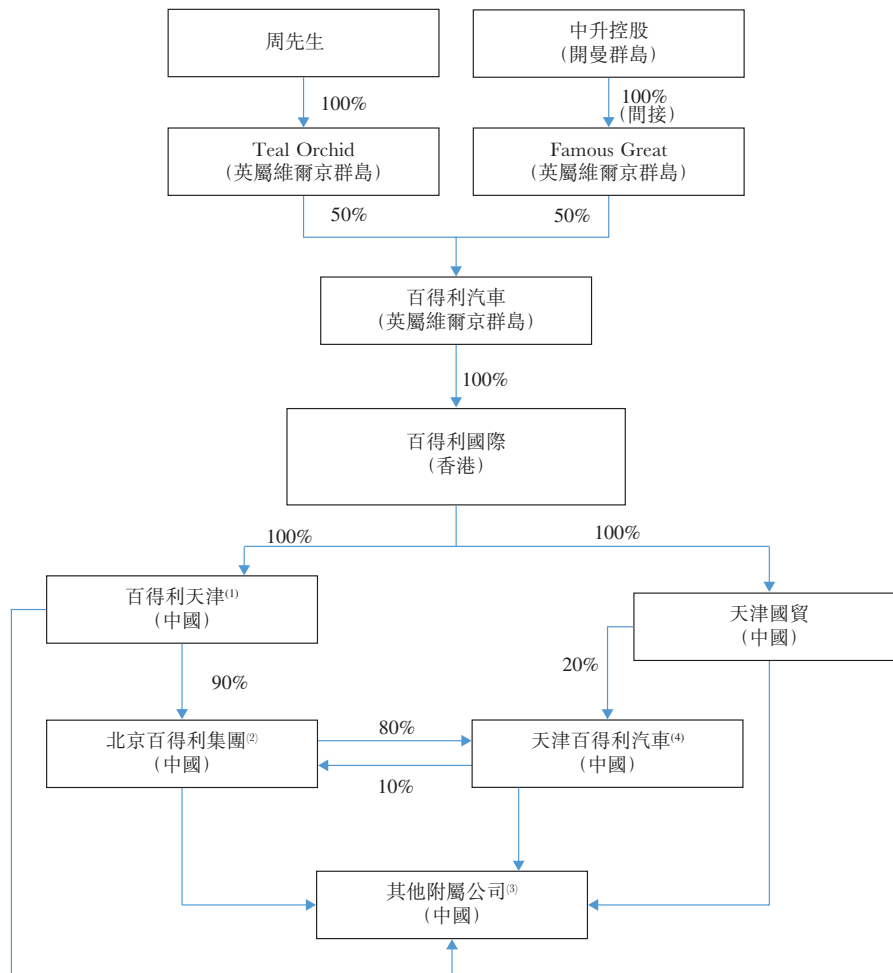 周先生
中升控股
（開曼群島）
100%
100%
（間接）
Teal Orchid
（英屬維爾京群島）
Famous Great
（英屬維爾京群島）
50%
50%
百得利汽車
（英屬維爾京群島）
100%
百得利國際
（香港）
100%
100%
百得利天津(1)
（中國）
天津國貿
（中國）
90%
20%
北京百得利集團(2)
（中國）
80%
10%
天津百得利汽車(4)
（中國）
其他附屬公司(3)
（中國）